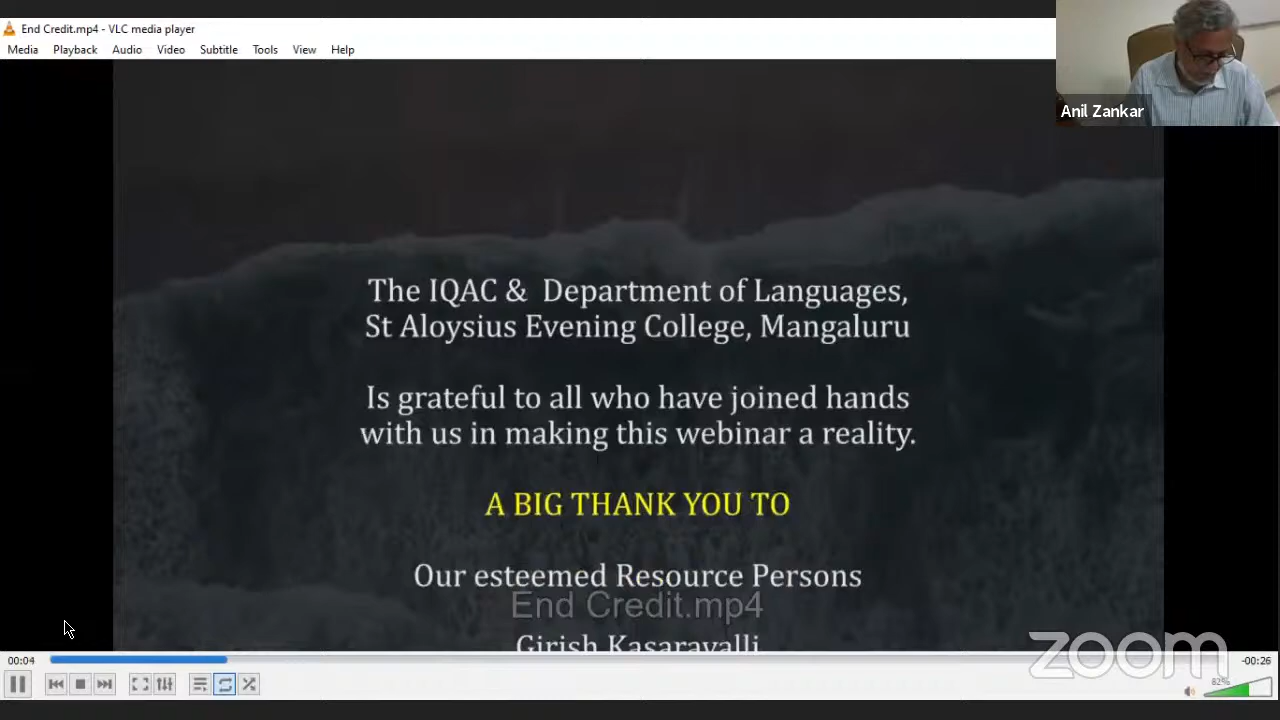 End Credit.mp4 - VLC media player
Media Playback Audio Video Subtitle Tools View Help
Anil Zankar
The IQAC & Department of Languages,
St Aloysius Evening College, Mangaluru
Is grateful to all who have joined hands
with us in making this webinar a reality.
A BIG THANK YOU TO
Our esteemed Resource Persons
End Credit.mp4
Girish Kasaravalli
zoom
00:04
-00:26
82%